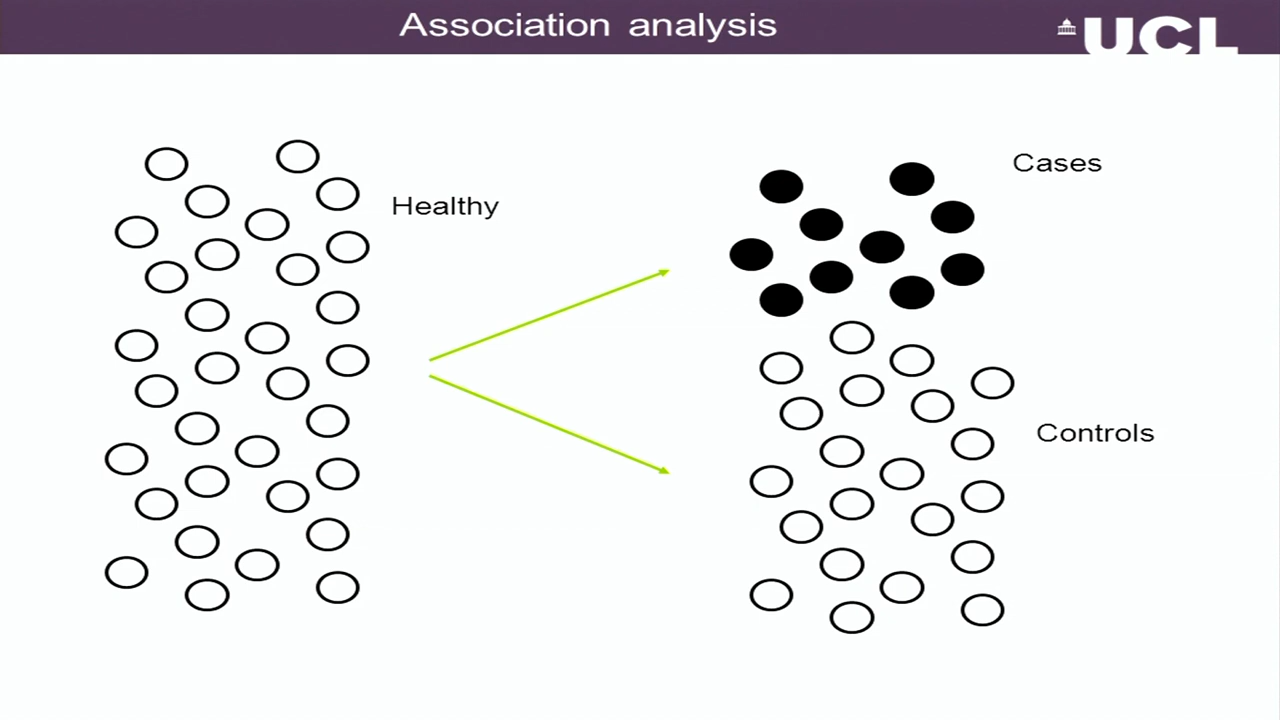 Association analysis
UCL
Cases
Healthy
Controls